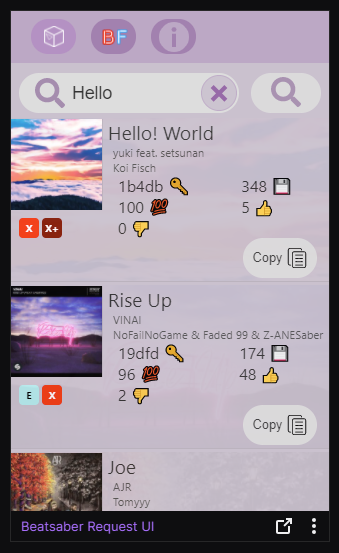 BF
Hello
Hello! World
yuki feat. setsunan
Koi Fisch
1b4db 348
100 5
0
X X+
Copy
Rise Up
VINAI
NoFailNoGame & Faded 99 & Z-ANESaber
19dfd 174
96 48
E X
2
Copy
Joe
AJR
Tomyyy
Beatsaber Request UI